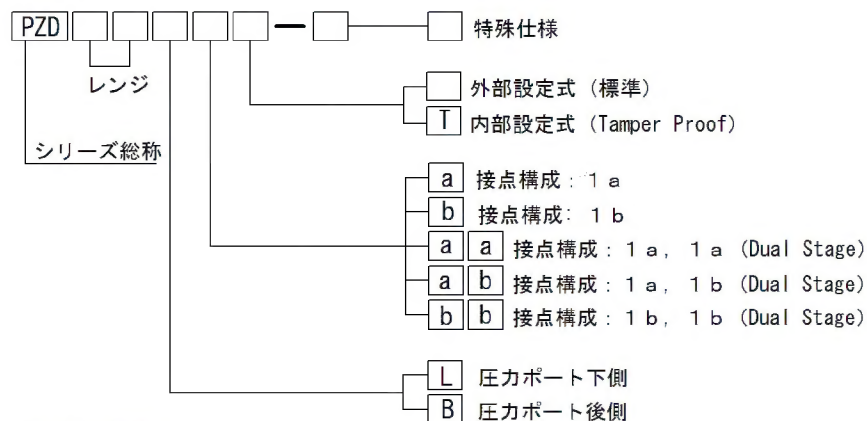 PZD
特殊仕様
レンジ
外部設定式 (標準)
T 内部設定式 (Tamper Proof)
シリーズ総称
a 接点構成: 1a
b 接点構成: 1b
a a 接点構成: 1a, 1a (Dual Stage)
a b 接点構成: 1a, 1b (Dual Stage)
b b 接点構成: 1b, 1b (Dual Stage)
L 圧力ポート下側
B 圧力ポート後側